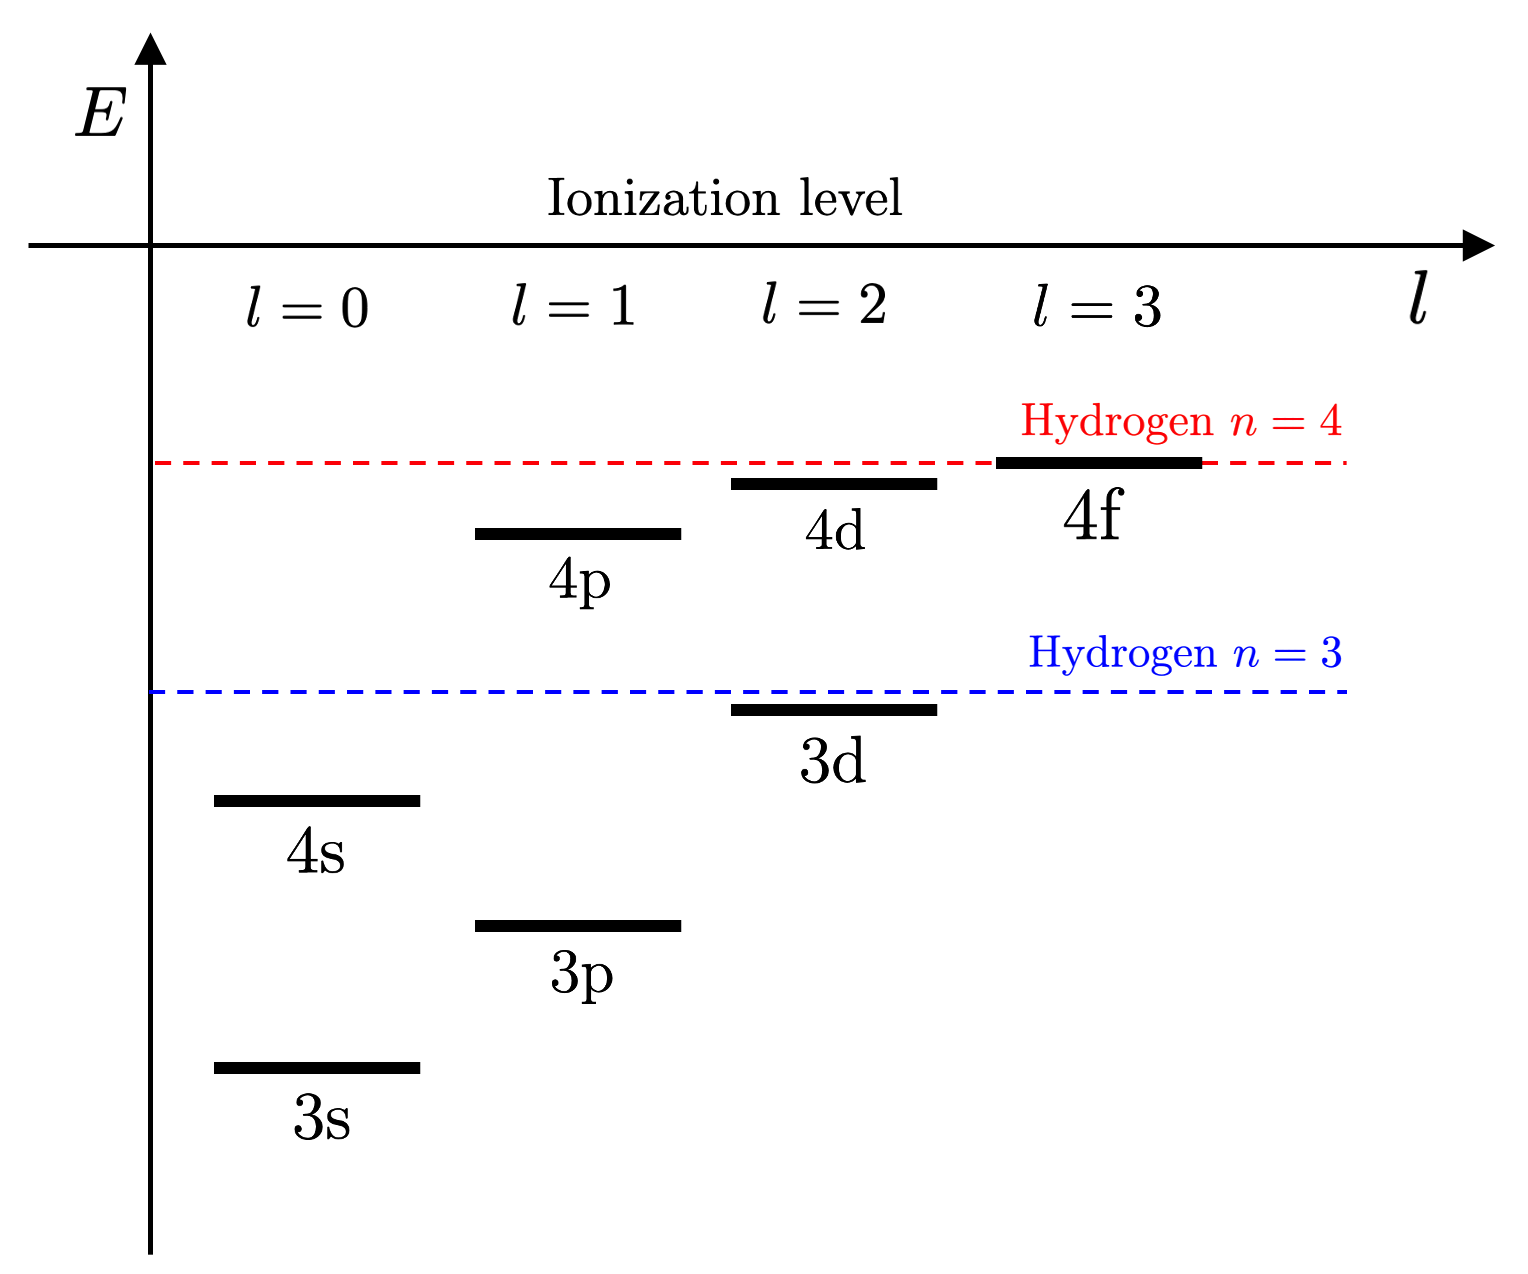 E
Ionization level
l = 0
l = 1
l = 2
l = 3
l
Hydrogen n = 4
4f
4d
4p
Hydrogen n = 3
3d
4s
3p
3s